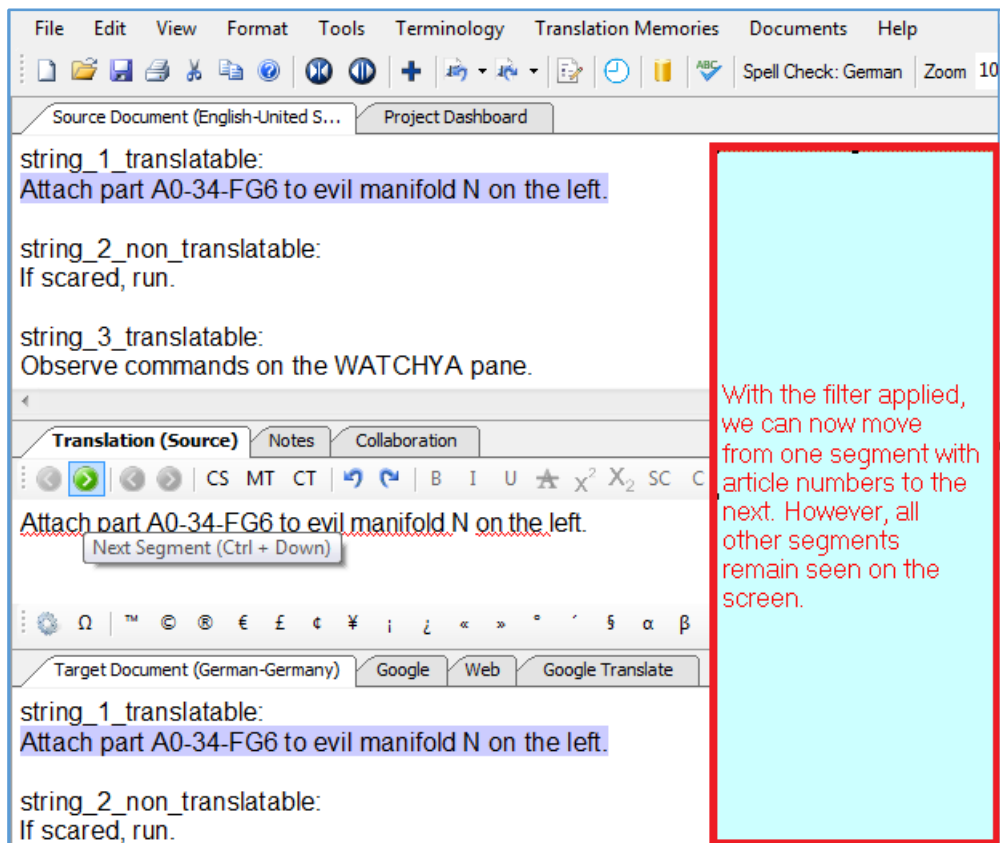 File Edit View Format Tools Terminology Translation Memories Documents Help
ABC Spell Check: German Zoom 10
Source Document (English-United S... Project Dashboard
string_1_translatable:
Attach part A0-34-FG6 to evil manifold N on the left.
string_2_non_translatable:
If scared, run.
string_3_translatable:
Observe commands on the WATCHYA pane.
With the filter applied,
we can now move
from one segment with
article numbers to the
next. However, all
other segments
remain seen on the
screen.
Translation (Source) Notes Collaboration
CS MT CT B I U A X² X₂ SC C
Attach part A0-34-FG6 to evil manifold N on the left.
Next Segment (Ctrl + Down)
Ω ™ © ® € £ ¢ ¥ ¡ ¿ « » ° ´ § α β
Target Document (German-Germany) Google Web Google Translate
string_1_translatable:
Attach part A0-34-FG6 to evil manifold N on the left.
string_2_non_translatable:
If scared, run.